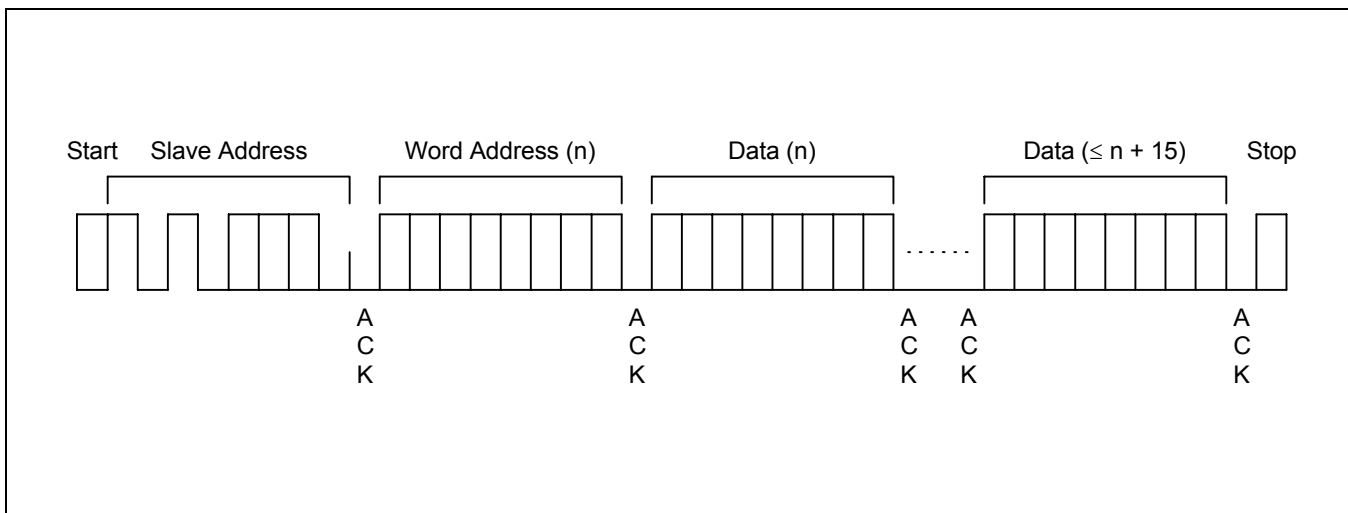 Start Slave Address Word Address (n) Data (n) Data (≤ n + 15) Stop
......
A A A A A
C C C C C
K K K K K